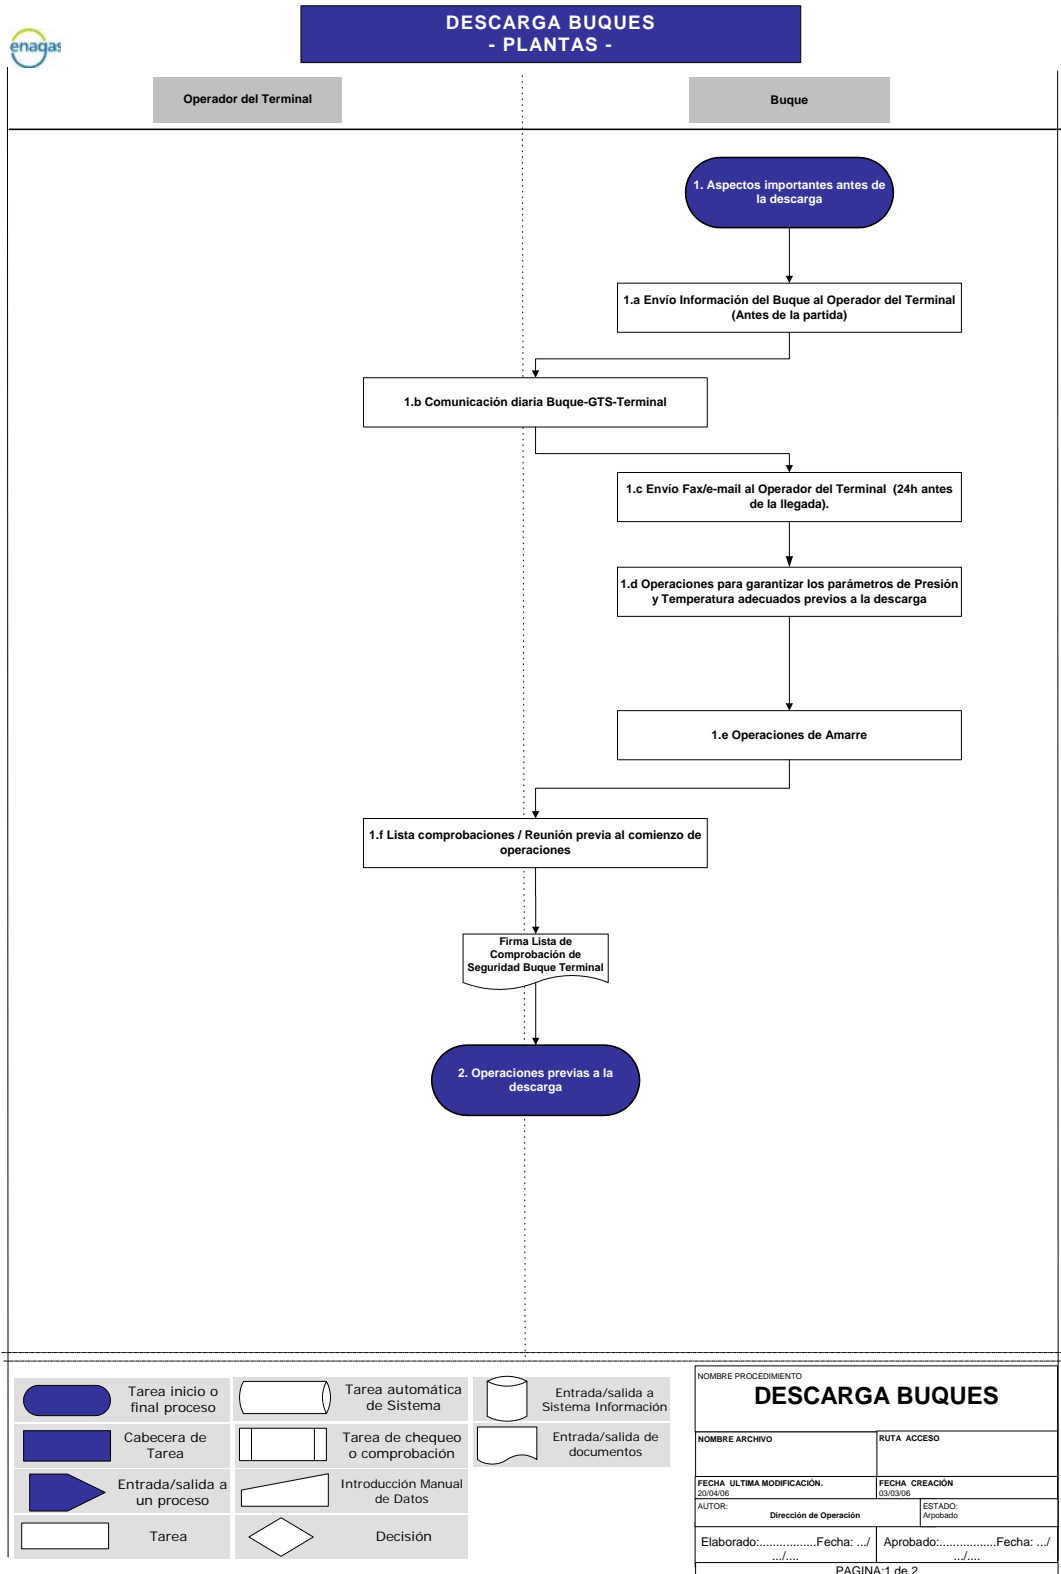 enagas
DESCARGA BUQUES
- PLANTAS -
Operador del Terminal
Buque
1. Aspectos importantes antes de
la descarga
1.a Envío Información del Buque al Operador del Terminal
(Antes de la partida)
1.b Comunicación diaria Buque-GTS-Terminal
1.c Envío Fax/e-mail al Operador del Terminal (24h antes
de la llegada).
1.d Operaciones para garantizar los parámetros de Presión
y Temperatura adecuados previos a la descarga
1.e Operaciones de Amarre
1.f Lista comprobaciones / Reunión previa al comienzo de
operaciones
Firma Lista de
Comprobación de
Seguridad Buque Terminal
2. Operaciones previas a la
descarga
Tarea inicio o
final proceso
Tarea automática
de Sistema
Entrada/salida a
Sistema Información
Cabecera de
Tarea
Tarea de chequeo
o comprobación
Entrada/salida de
documentos
Entrada/salida a
un proceso
Introducción Manual
de Datos
Tarea
Decisión
NOMBRE PROCEDIMIENTO
DESCARGA BUQUES
NOMBRE ARCHIVO
RUTA ACCESO
FECHA ULTIMA MODIFICACIÓN.
20/04/06
FECHA CREACIÓN
03/03/06
AUTOR:
Dirección de Operación
ESTADO:
Arpobado
Elaborado:.................Fecha: .../
.../....
Aprobado:.................Fecha: .../
.../....
PAGINA:1 de 2